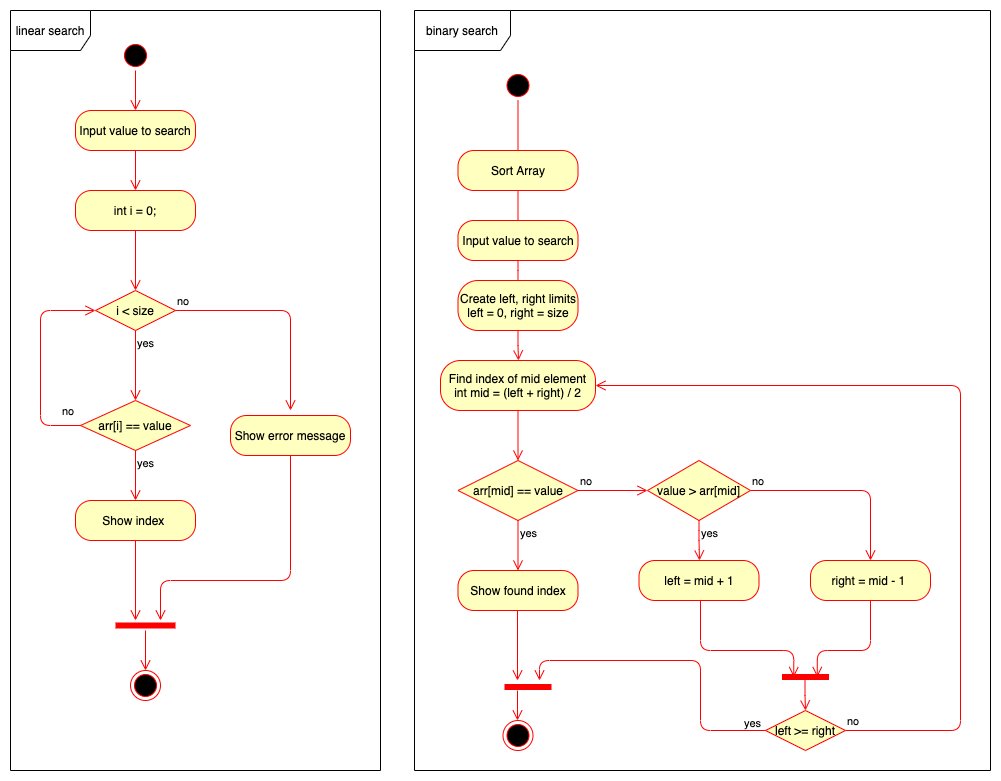 linear search
Input value to search
int i = 0;
i < size
no
yes
arr[i] == value
no
yes
Show error message
Show index
binary search
Sort Array
Input value to search
Create left, right limits
left = 0, right = size
Find index of mid element
int mid = (left + right) / 2
arr[mid] == value
no
value > arr[mid]
no
yes
yes
Show found index
left = mid + 1
right = mid - 1
yes
left >= right
no